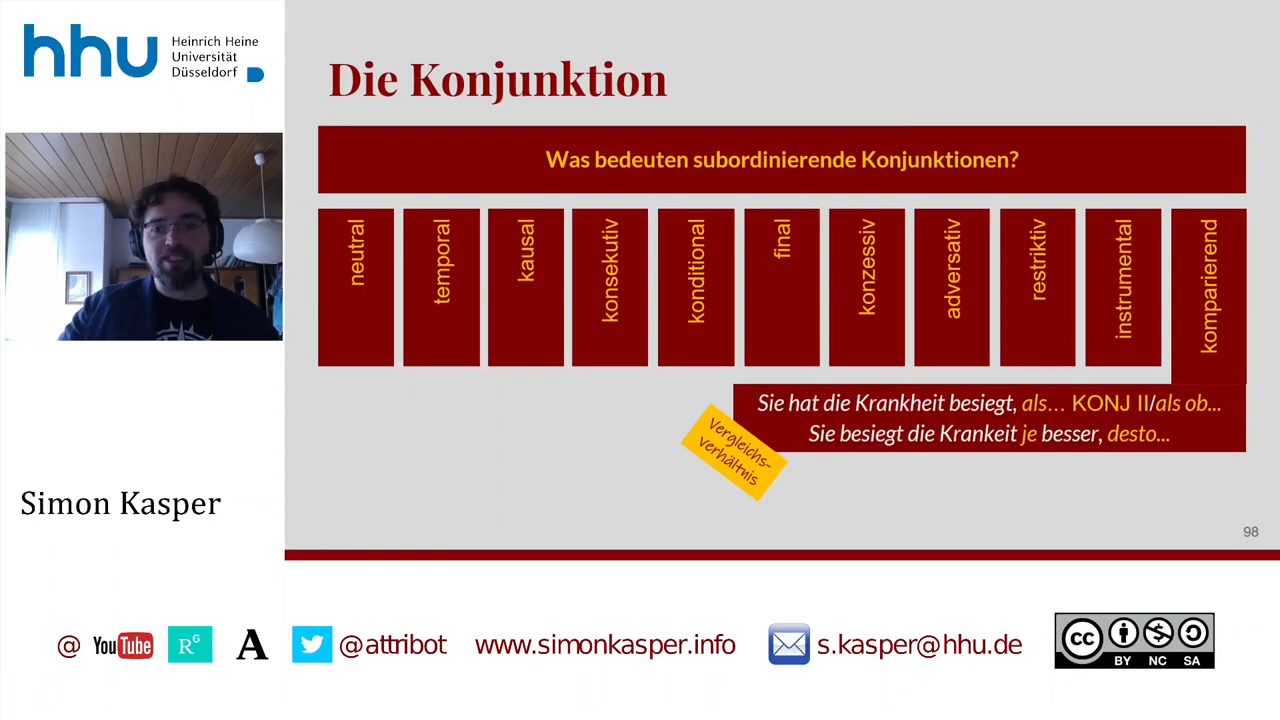 hhu
Heinrich Heine
Universität
Düsseldorf
Die Konjunktion
Was bedeuten subordinierende Konjunktionen?
neutral
temporal
kausal
konsekutiv
konditional
final
konzessiv
adversativ
restriktiv
instrumental
komparierend
Sie hat die Krankheit besiegt, als... KONJ II/als ob...
Sie besiegt die Krankeit je besser, desto...
Vergleichs-
verhältnis
Simon Kasper
98
@ YouTube RG A @attribot www.simonkasper.info s.kasper@hhu.de
cc BY NC SA